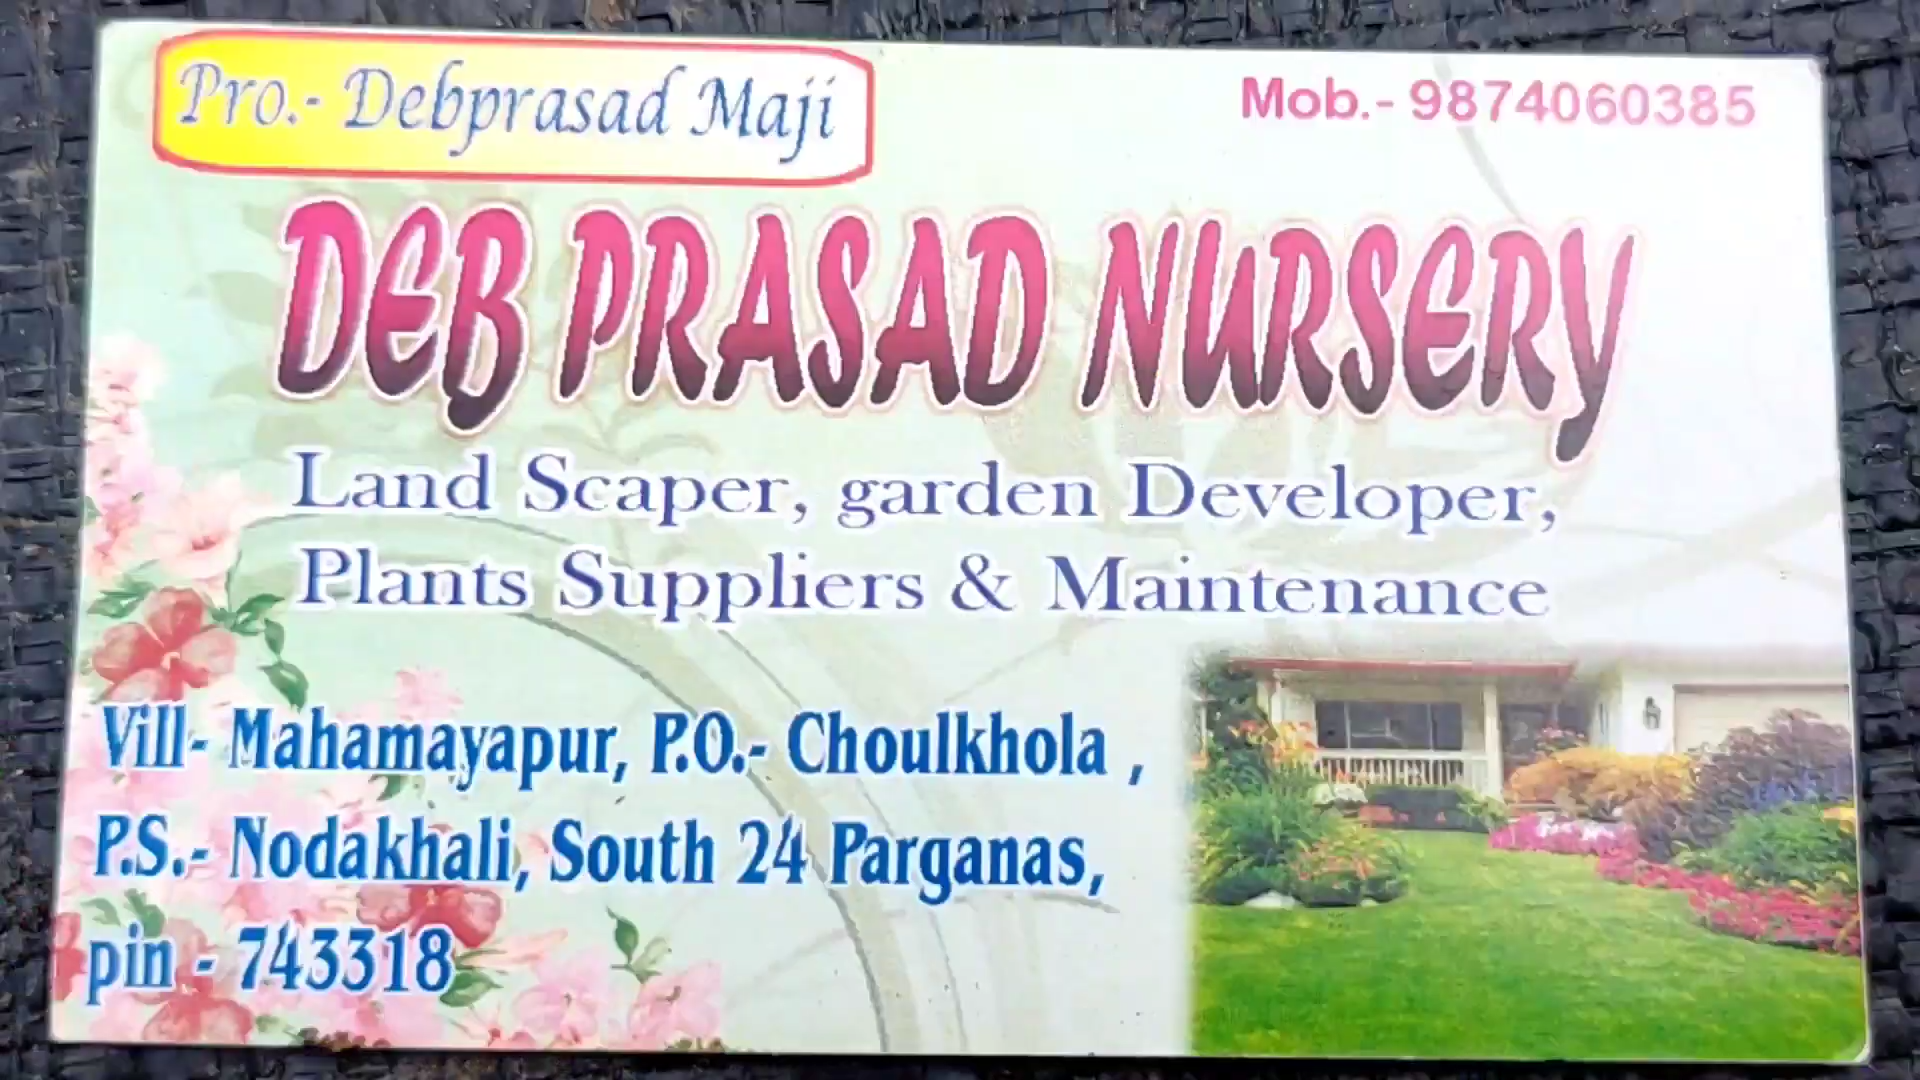 Pro.- Debprasad Maji
Mob.- 9874060385
DEB PRASAD NURSERY
Land Scaper, garden Developer,
Plants Suppliers & Maintenance
Vill- Mahamayapur, P.O.- Choulkhola ,
P.S.- Nodakhali, South 24 Parganas,
pin - 743318